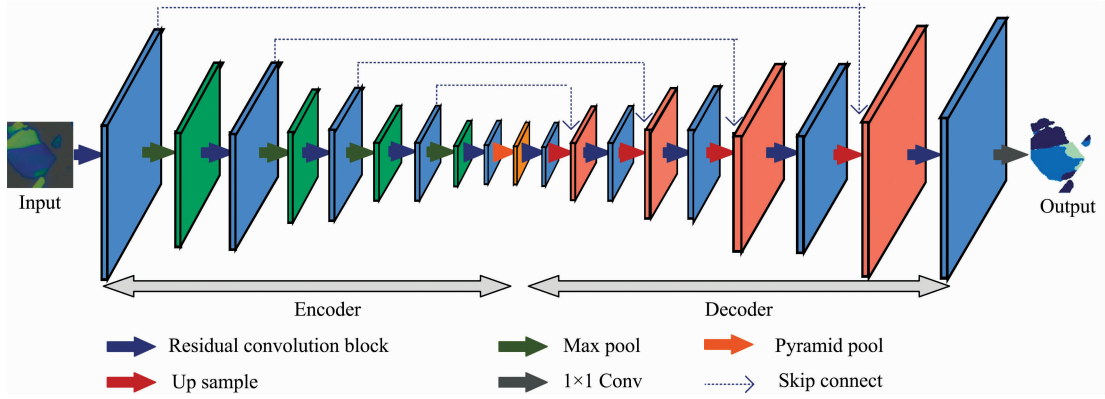 Input
Output
Encoder
Decoder
Residual convolution block
Max pool
Pyramid pool
Up sample
1×1 Conv
Skip connect